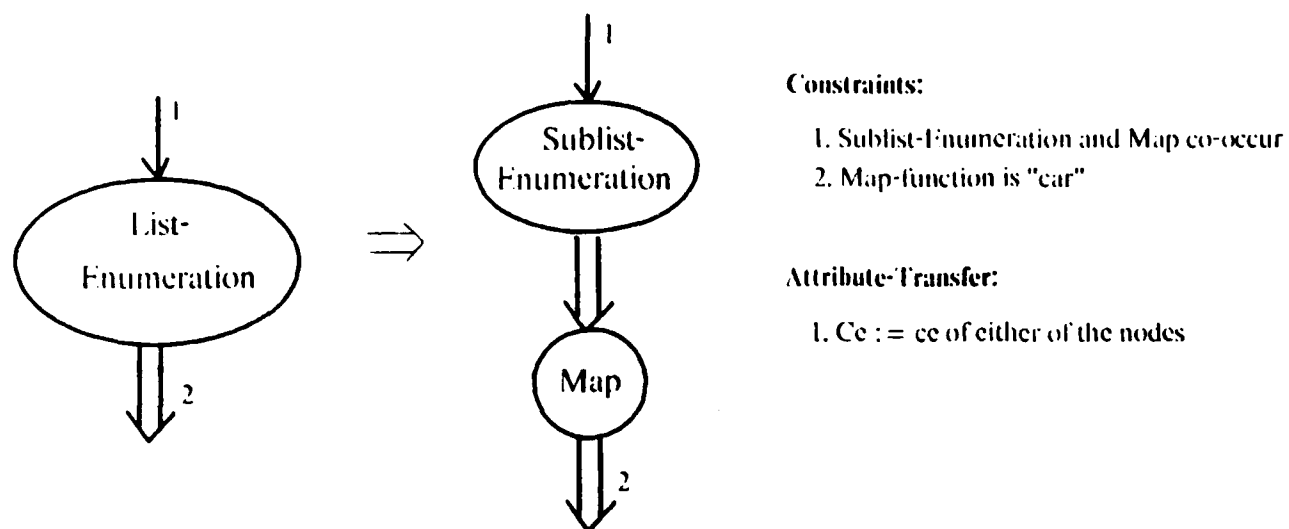 1
List-
Enumeration
2
1
Sublist-
Enumeration
Map
2
Constraints:
1. Sublist-Enumeration and Map co-occur
2. Map-function is "car"
Attribute-Transfer:
1. Ce := ce of either of the nodes